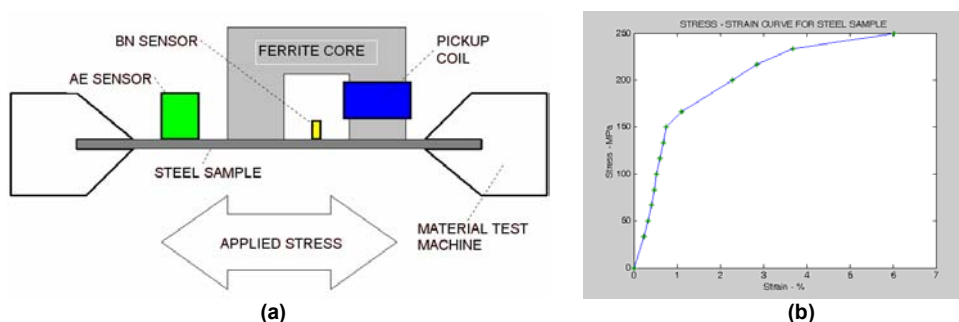 BN SENSOR
AE SENSOR
FERRITE CORE
PICKUP
COIL
STEEL SAMPLE
APPLIED STRESS
MATERIAL TEST
MACHINE
(a)
STRESS - STRAIN CURVE FOR STEEL SAMPLE
250
200
150
100
50
0
Stress - MPa
0 1 2 3 4 5 6 7
Strain - %
(b)